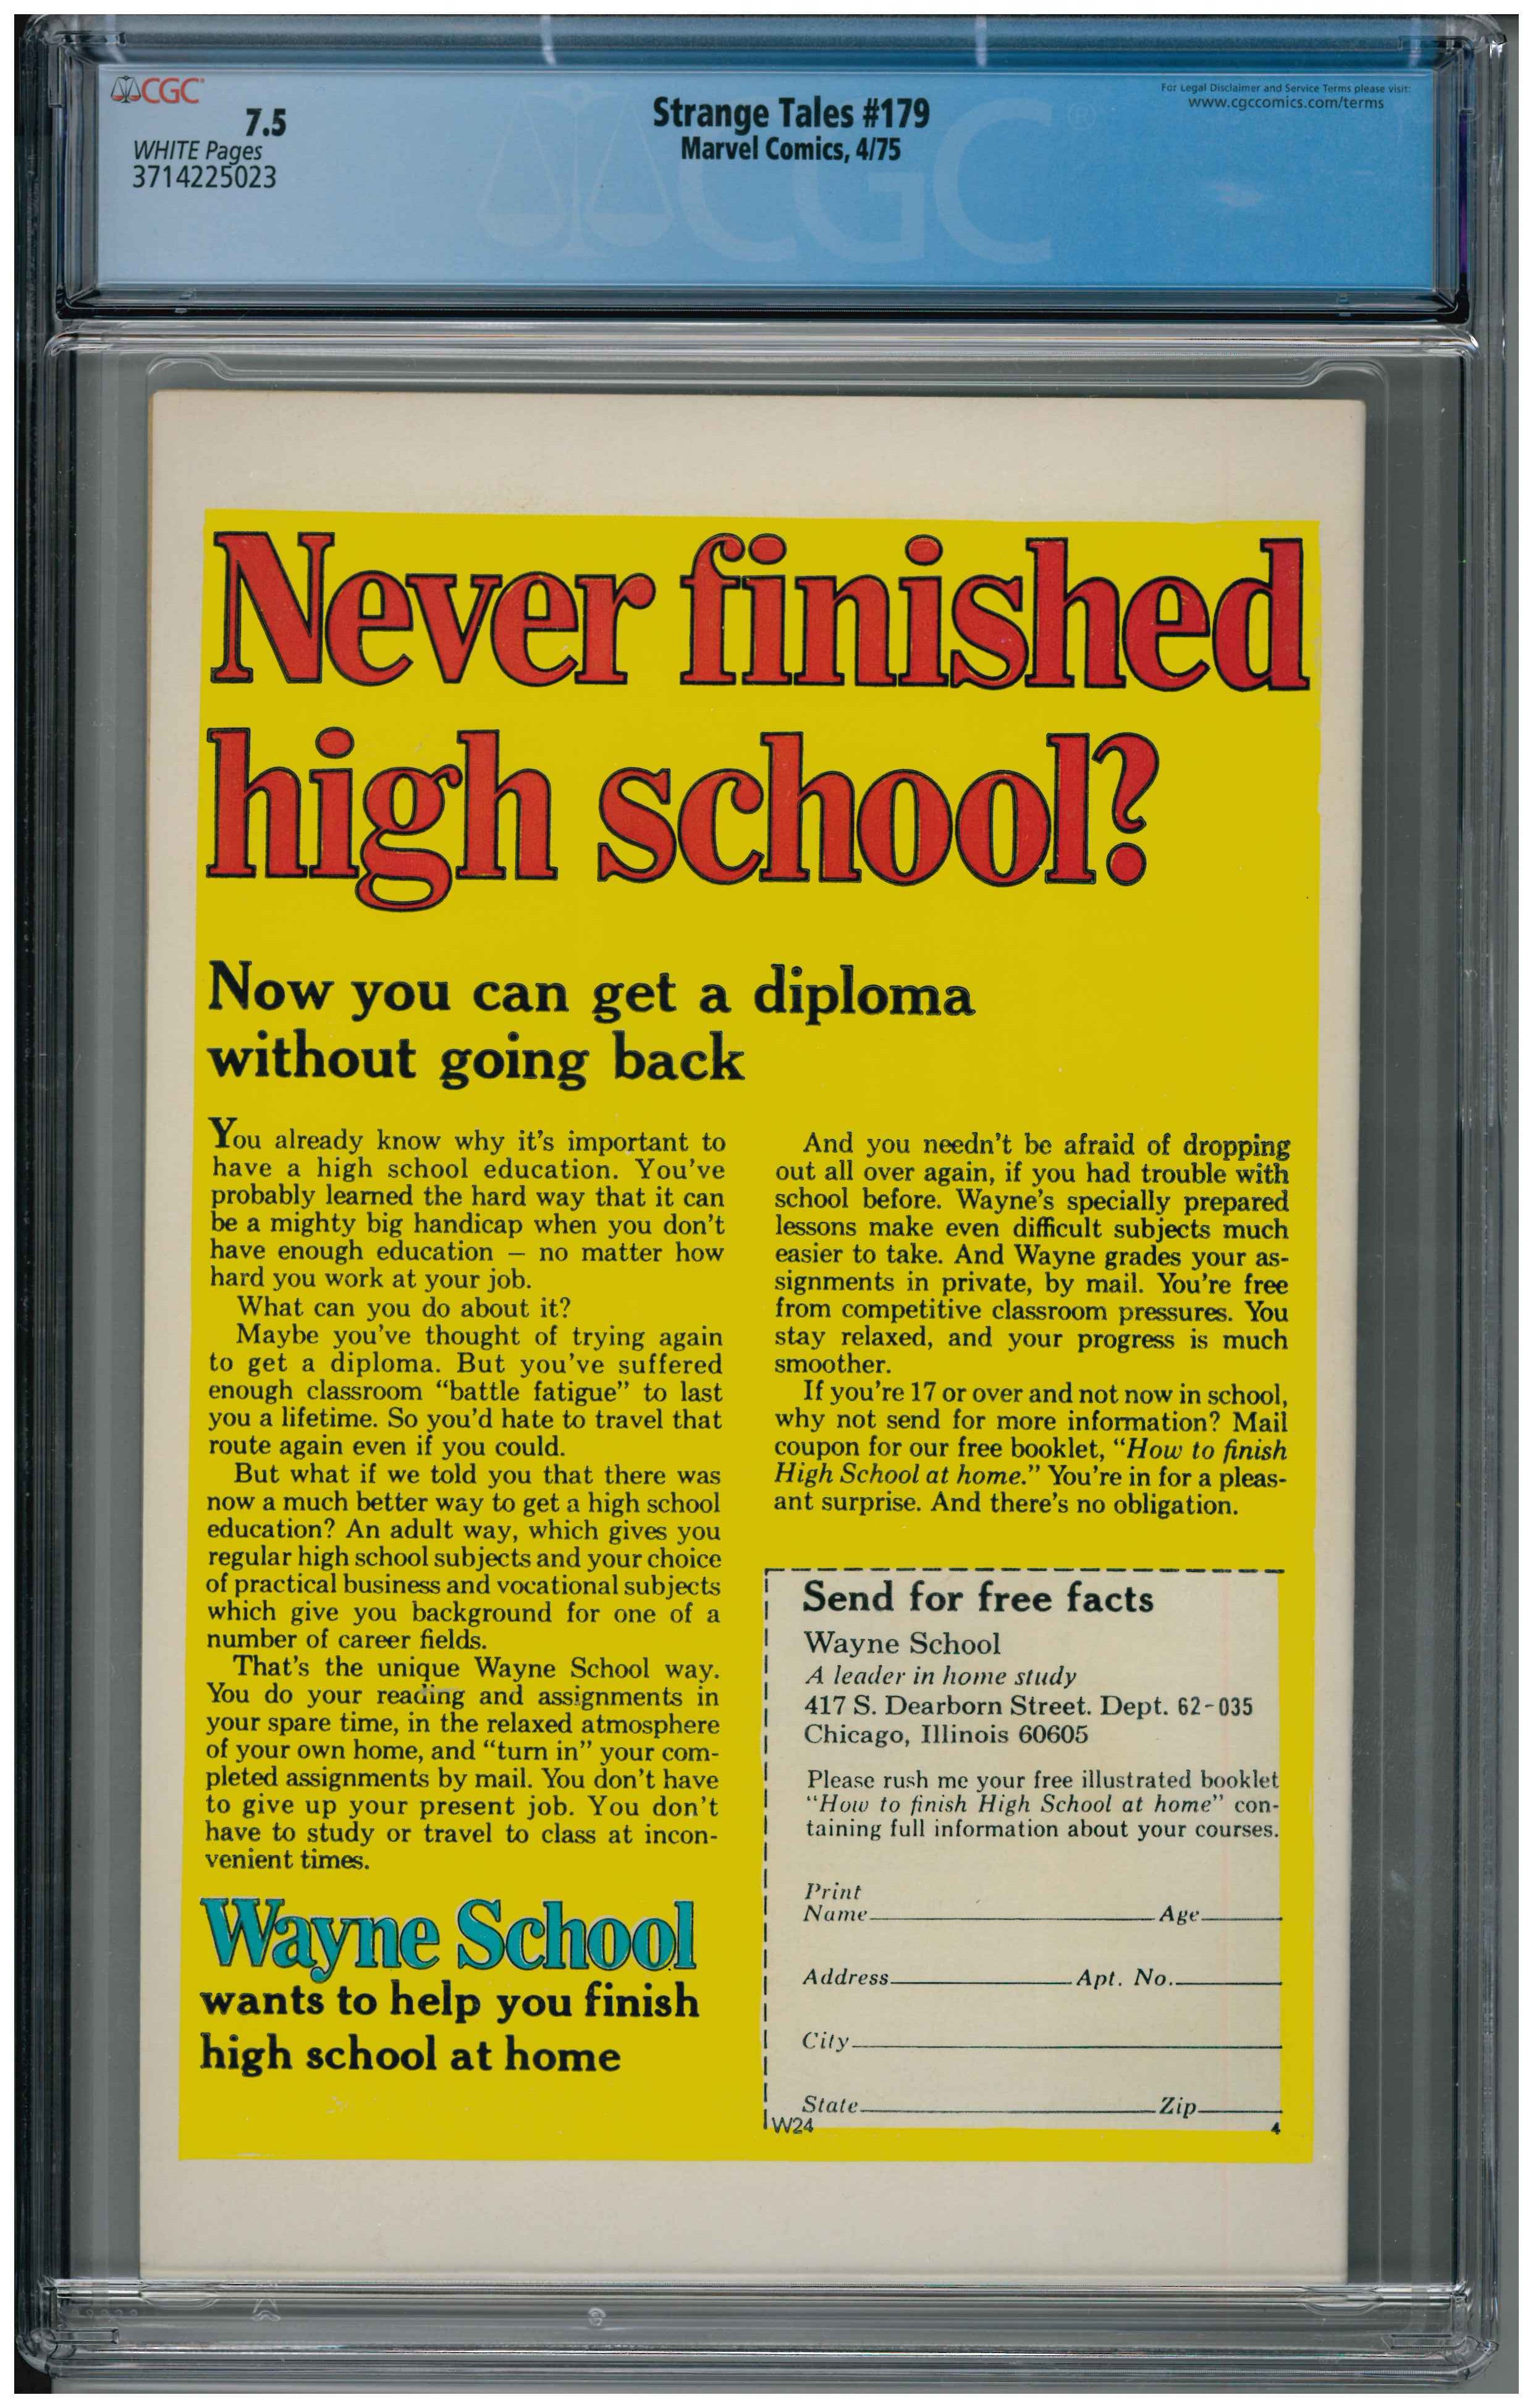 CGC
For Legal Disclaimer and Service Terms please visit:
www.cgccomics.com/terms
7.5
WHITE Pages
3714225023
Strange Tales #179
Marvel Comics, 4/75
CGC®
Never finished
high school?
Now you can get a diploma
without going back
You already know why it's important to
have a high school education. You've
probably learned the hard way that it can
be a mighty big handicap when you don't
have enough education — no matter how
hard you work at your job.
What can you do about it?
Maybe you've thought of trying again
to get a diploma. But you've suffered
enough classroom “battle fatigue” to last
you a lifetime. So you'd hate to travel that
route again even if you could.
But what if we told you that there was
now a much better way to get a high school
education? An adult way, which gives you
regular high school subjects and your choice
of practical business and vocational subjects
which give you background for one of a
number of career fields.
That's the unique Wayne School way.
You do your reading and assignments in
your spare time, in the relaxed atmosphere
of your own home, and “turn in” your com-
pleted assignments by mail. You don't have
to give up your present job. You don't
have to study or travel to class at incon-
venient times.
Wayne School
wants to help you finish
high school at home
And you needn't be afraid of dropping
out all over again, if you had trouble with
school before. Wayne's specially prepared
lessons make even difficult subjects much
easier to take. And Wayne grades your as-
signments in private, by mail. You're free
from competitive classroom pressures. You
stay relaxed, and your progress is much
smoother.
If you're 17 or over and not now in school,
why not send for more information? Mail
coupon for our free booklet, “How to finish
High School at home.” You're in for a pleas-
ant surprise. And there's no obligation.
Send for free facts
Wayne School
A leader in home study
417 S. Dearborn Street. Dept. 62-035
Chicago, Illinois 60605
Please rush me your free illustrated booklet
“How to finish High School at home” con-
taining full information about your courses.
Print
Name Age
Address Apt. No.
City
State Zip
W24 4